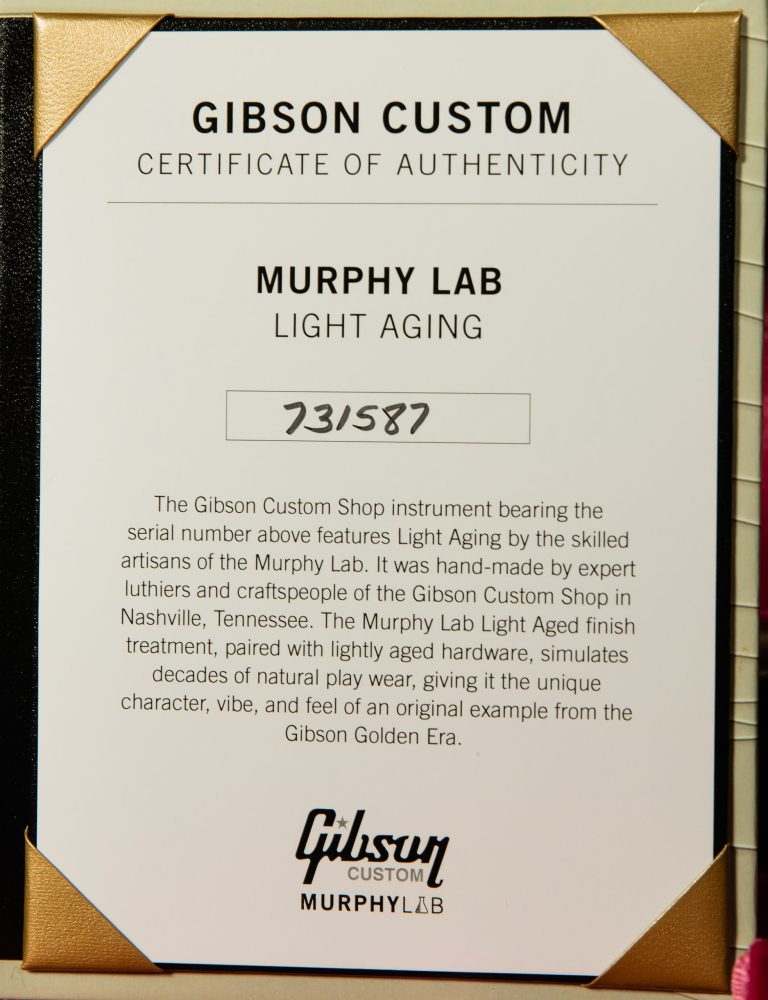 GIBSON CUSTOM
CERTIFICATE OF AUTHENTICITY
MURPHY LAB
LIGHT AGING
731587
The Gibson Custom Shop instrument bearing the
serial number above features Light Aging by the skilled
artisans of the Murphy Lab. It was hand-made by expert
luthiers and craftspeople of the Gibson Custom Shop in
Nashville, Tennessee. The Murphy Lab Light Aged finish
treatment, paired with lightly aged hardware, simulates
decades of natural play wear, giving it the unique
character, vibe, and feel of an original example from the
Gibson Golden Era.
Gibson
CUSTOM
MURPHYLAB